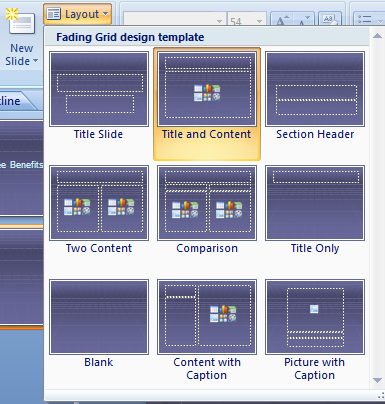 Layout
54
New
Slide
Fading Grid design template
Title Slide
Title and Content
Section Header
line
ee Benefits
Two Content
Comparison
Title Only
Blank
Content with
Caption
Picture with
Caption